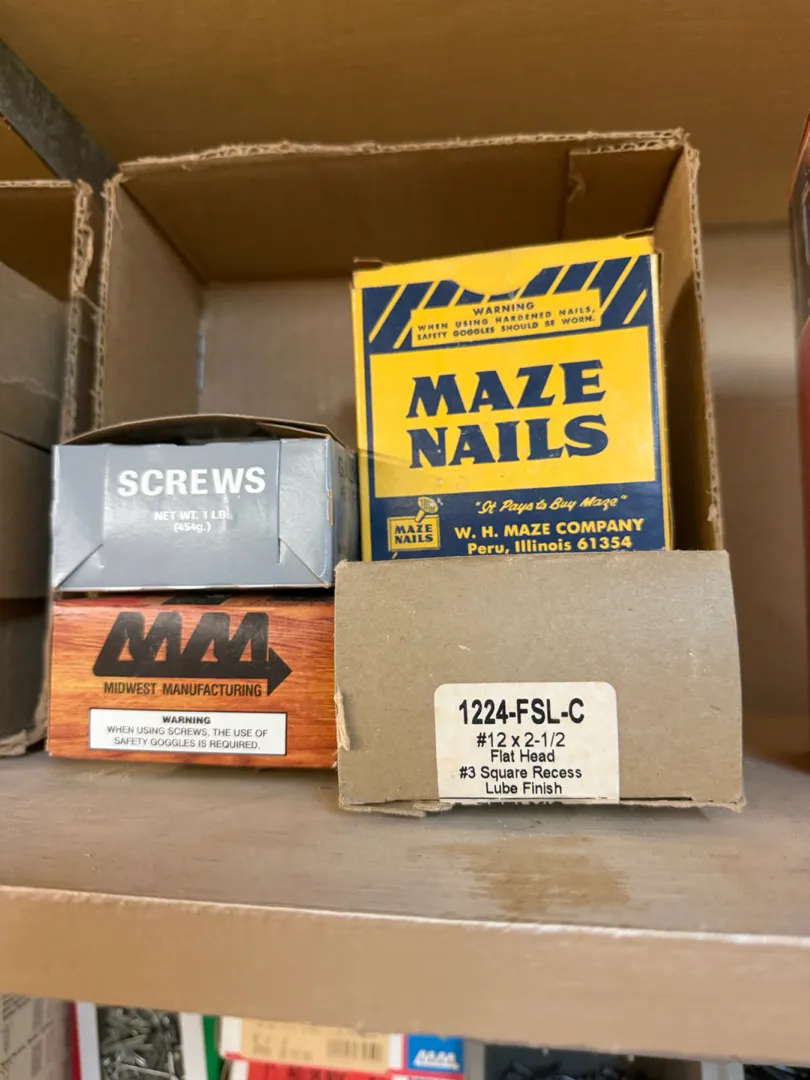 WARNING
WHEN USING HARDENED NAILS,
SAFETY GOGGLES SHOULD BE WORN.
MAZE
NAILS
MAZE
NAILS
"It Pays to Buy Maze"
W. H. MAZE COMPANY
Peru, Illinois 61354
SCREWS
NET WT. 1 LB.
(454g.)
MM
MIDWEST MANUFACTURING
WARNING
WHEN USING SCREWS, THE USE OF
SAFETY GOGGLES IS REQUIRED.
1224-FSL-C
#12 x 2-1/2
Flat Head
#3 Square Recess
Lube Finish